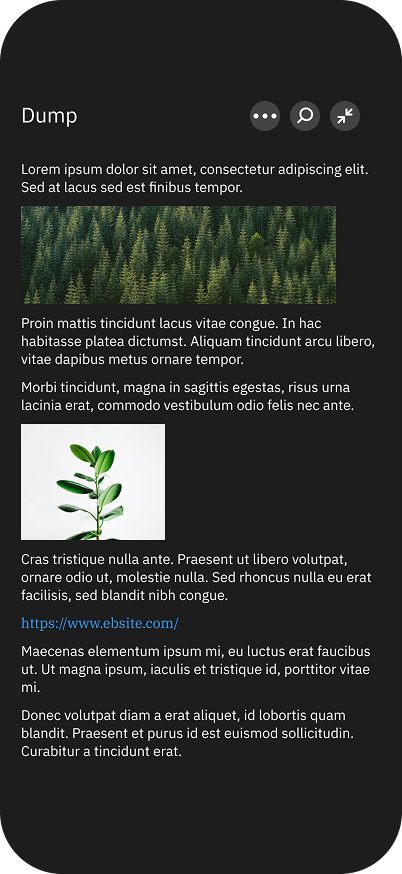 Dump
Lorem ipsum dolor sit amet, consectetur adipiscing elit.
Sed at lacus sed est finibus tempor.
Proin mattis tincidunt lacus vitae congue. In hac
habitasse platea dictumst. Aliquam tincidunt arcu libero,
vitae dapibus metus ornare tempor.
Morbi tincidunt, magna in sagittis egestas, risus urna
lacinia erat, commodo vestibulum odio felis nec ante.
Cras tristique nulla ante. Praesent ut libero volutpat,
ornare odio ut, molestie nulla. Sed rhoncus nulla eu erat
facilisis, sed blandit nibh congue.
https://www.ebsite.com/
Maecenas elementum ipsum mi, eu luctus erat faucibus
ut. Ut magna ipsum, iaculis et tristique id, porttitor vitae
mi.
Donec volutpat diam a erat aliquet, id lobortis quam
blandit. Praesent et purus id est euismod sollicitudin.
Curabitur a tincidunt erat.